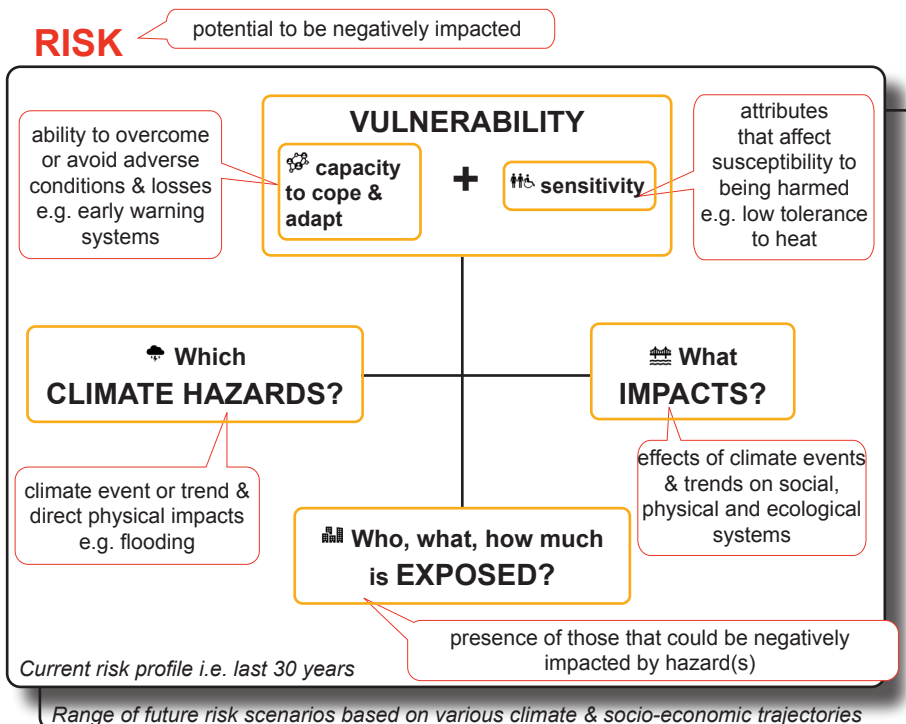 RISK
potential to be negatively impacted
VULNERABILITY
ability to overcome
or avoid adverse
conditions & losses
e.g. early warning
systems
capacity
to cope &
adapt
+
sensitivity
attributes
that affect
susceptibility to
being harmed
e.g. low tolerance
to heat
Which
CLIMATE HAZARDS?
What
IMPACTS?
climate event or trend &
direct physical impacts
e.g. flooding
effects of climate events
& trends on social,
physical and ecological
systems
Who, what, how much
is EXPOSED?
presence of those that could be negatively
impacted by hazard(s)
Current risk profile i.e. last 30 years
Range of future risk scenarios based on various climate & socio-economic trajectories